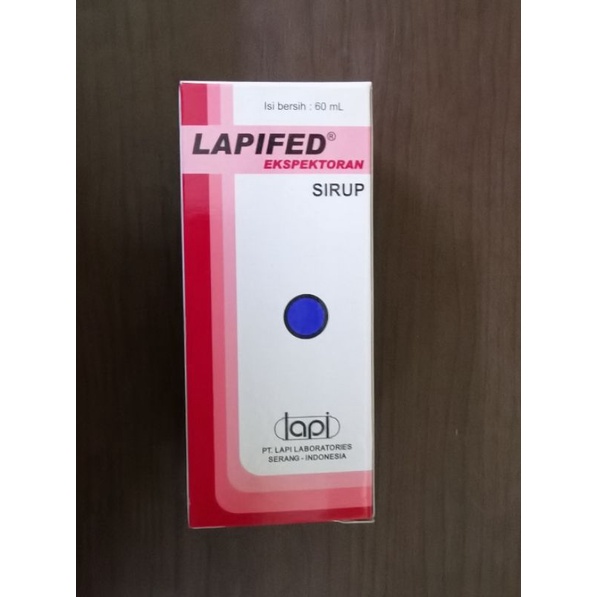 Isi bersih : 60 mL
LAPIFED®
EKSPEKTORAN
SIRUP
lapi
PT. LAPI LABORATORIES
SERANG - INDONESIA